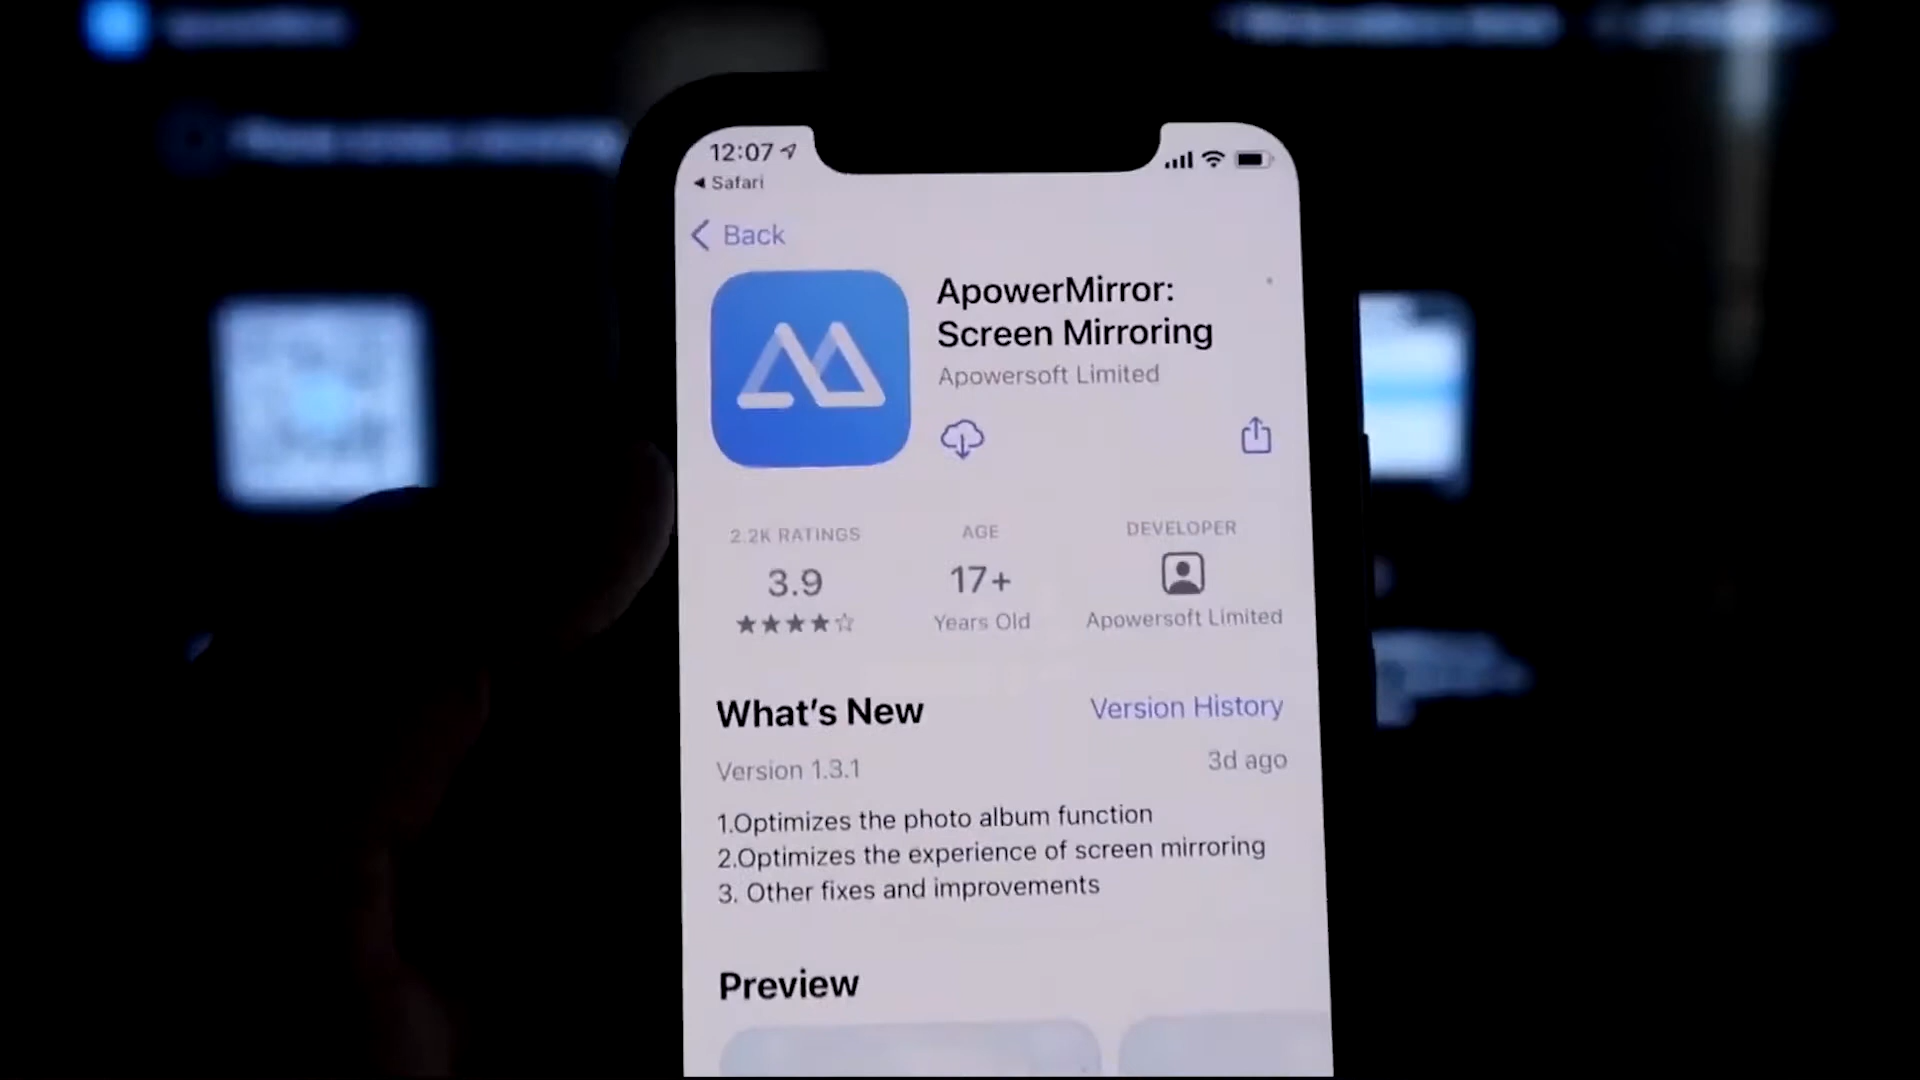 12:07
Safari
Back
ApowerMirror:
Screen Mirroring
Apowersoft Limited
2.2K RATINGS
AGE
DEVELOPER
3.9
17+
Years Old
Apowersoft Limited
What's New
Version History
Version 1.3.1
3d ago
1.Optimizes the photo album function
2.Optimizes the experience of screen mirroring
3. Other fixes and improvements
Preview